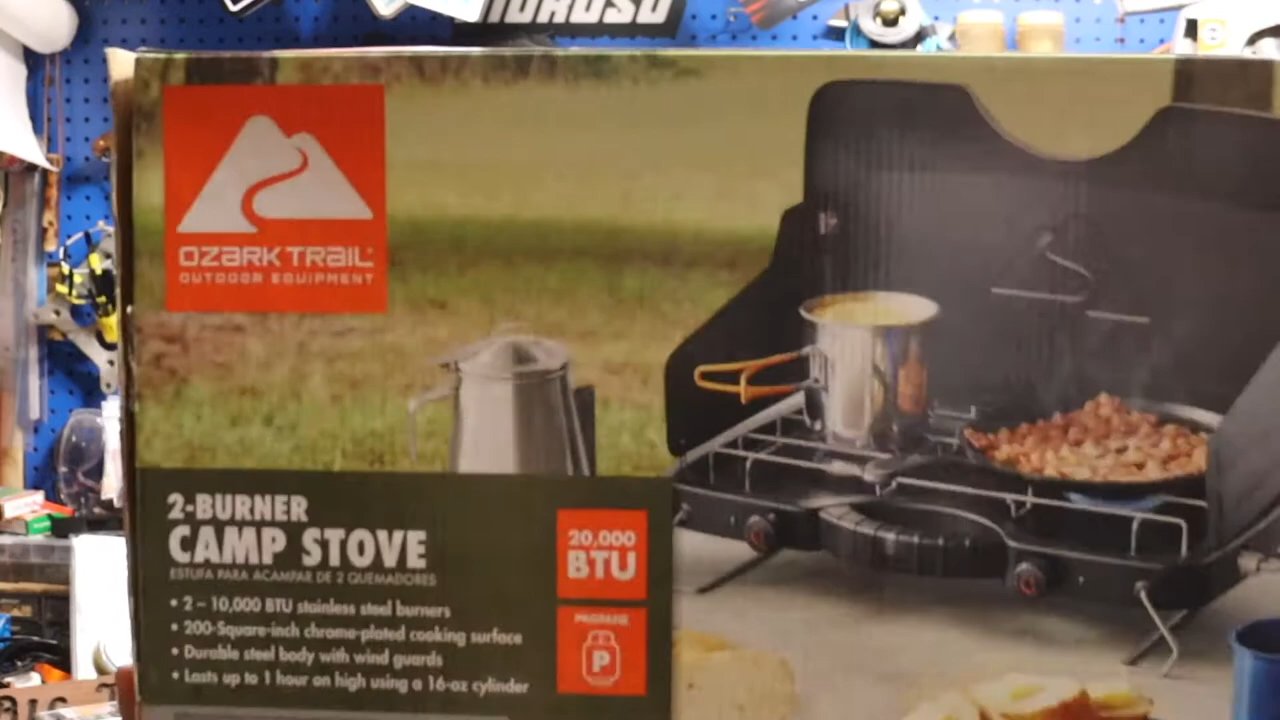 OZARK TRAIL
OUTDOOR EQUIPMENT
2-BURNER
CAMP STOVE
ESTUFA PARA ACAMPAR DE 2 QUEMADORES
• 2 – 10,000 BTU stainless steel burners
• 200-Square-inch chrome-plated cooking surface
• Durable steel body with wind guards
• Lasts up to 1 hour on high using a 16-oz cylinder
20,000
BTU
PROPANE
P